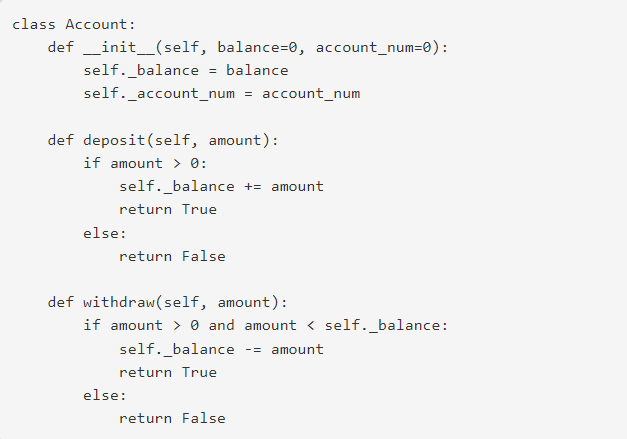 class Account:
    def __init__(self, balance=0, account_num=0):
        self._balance = balance
        self._account_num = account_num

    def deposit(self, amount):
        if amount > 0:
            self._balance += amount
            return True
        else:
            return False

    def withdraw(self, amount):
        if amount > 0 and amount < self._balance:
            self._balance -= amount
            return True
        else:
            return False